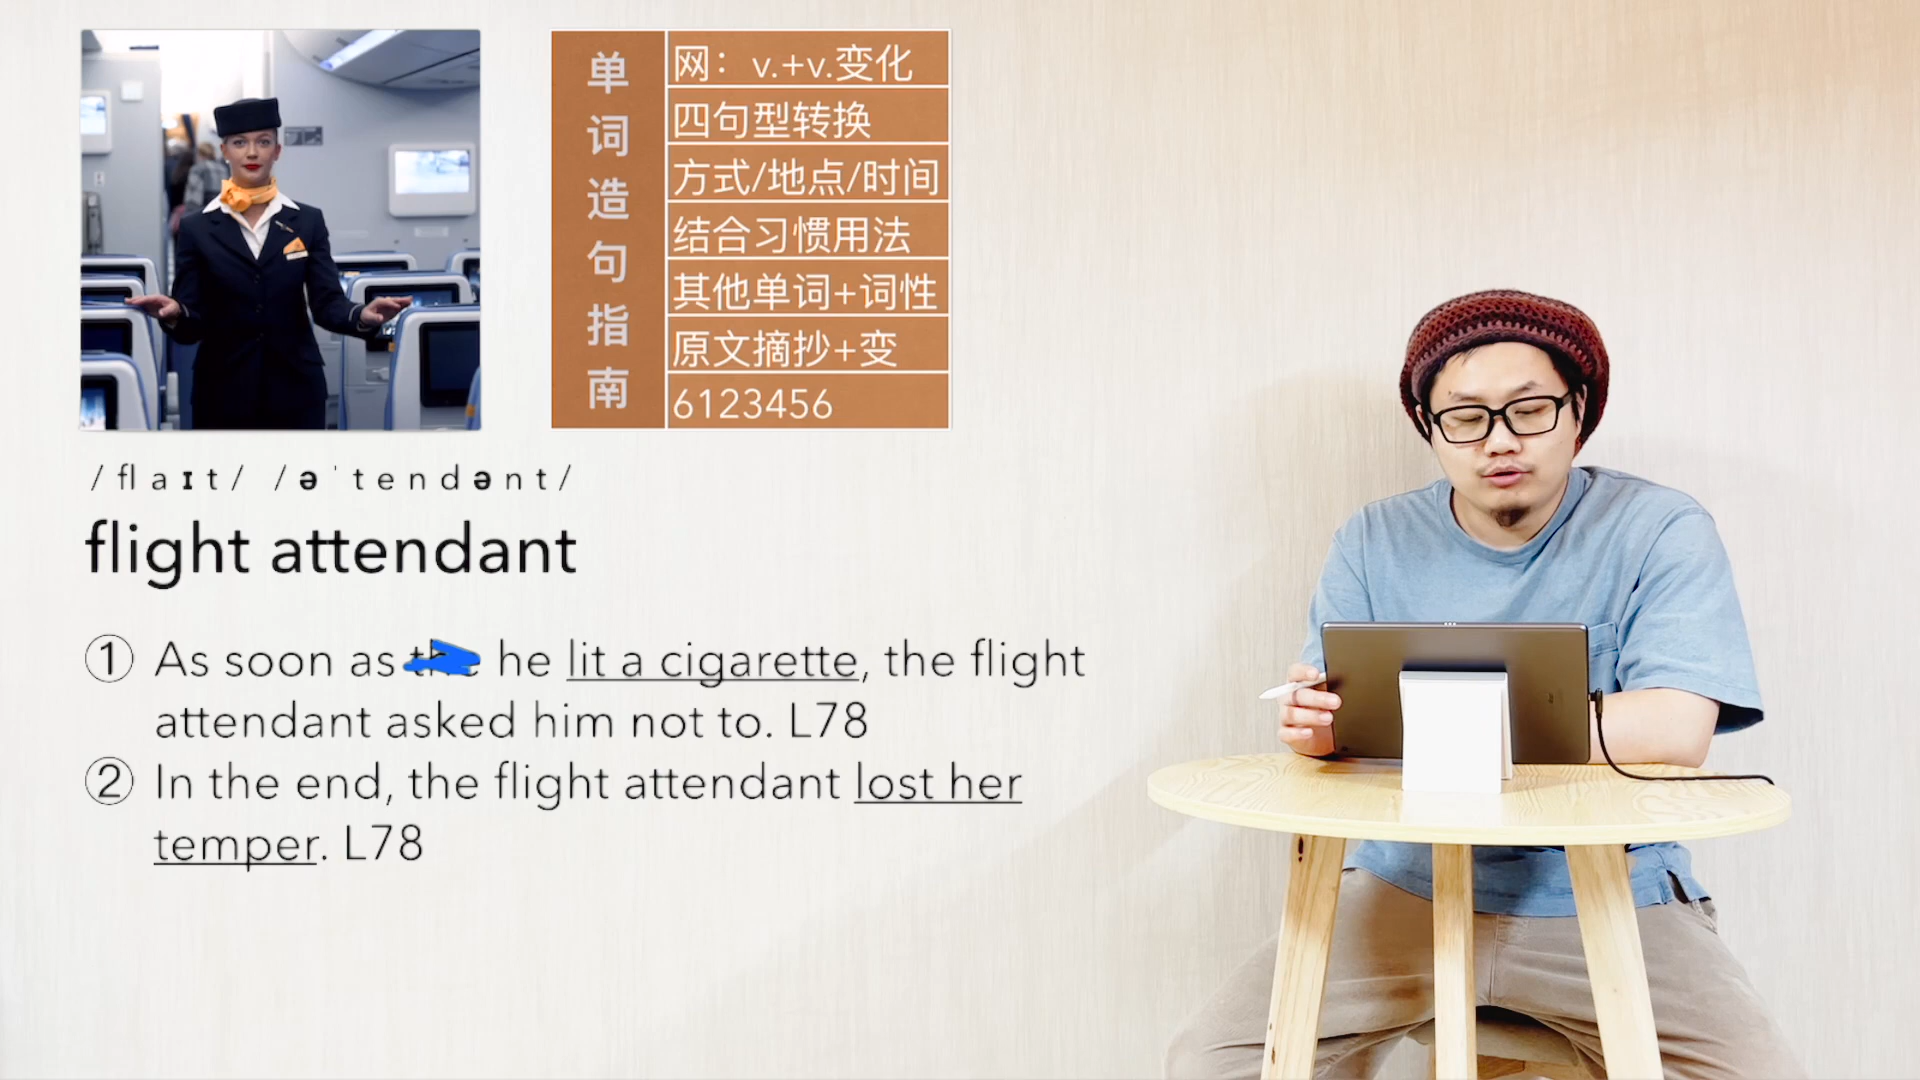 单词造句指南
网：v.+v.变化
四句型转换
方式/地点/时间
结合习惯用法
其他单词+词性
原文摘抄+变
6123456
/flaɪt/ /əˈtendənt/
flight attendant
① As soon as he lit a cigarette, the flight
attendant asked him not to. L78
② In the end, the flight attendant lost her
temper. L78